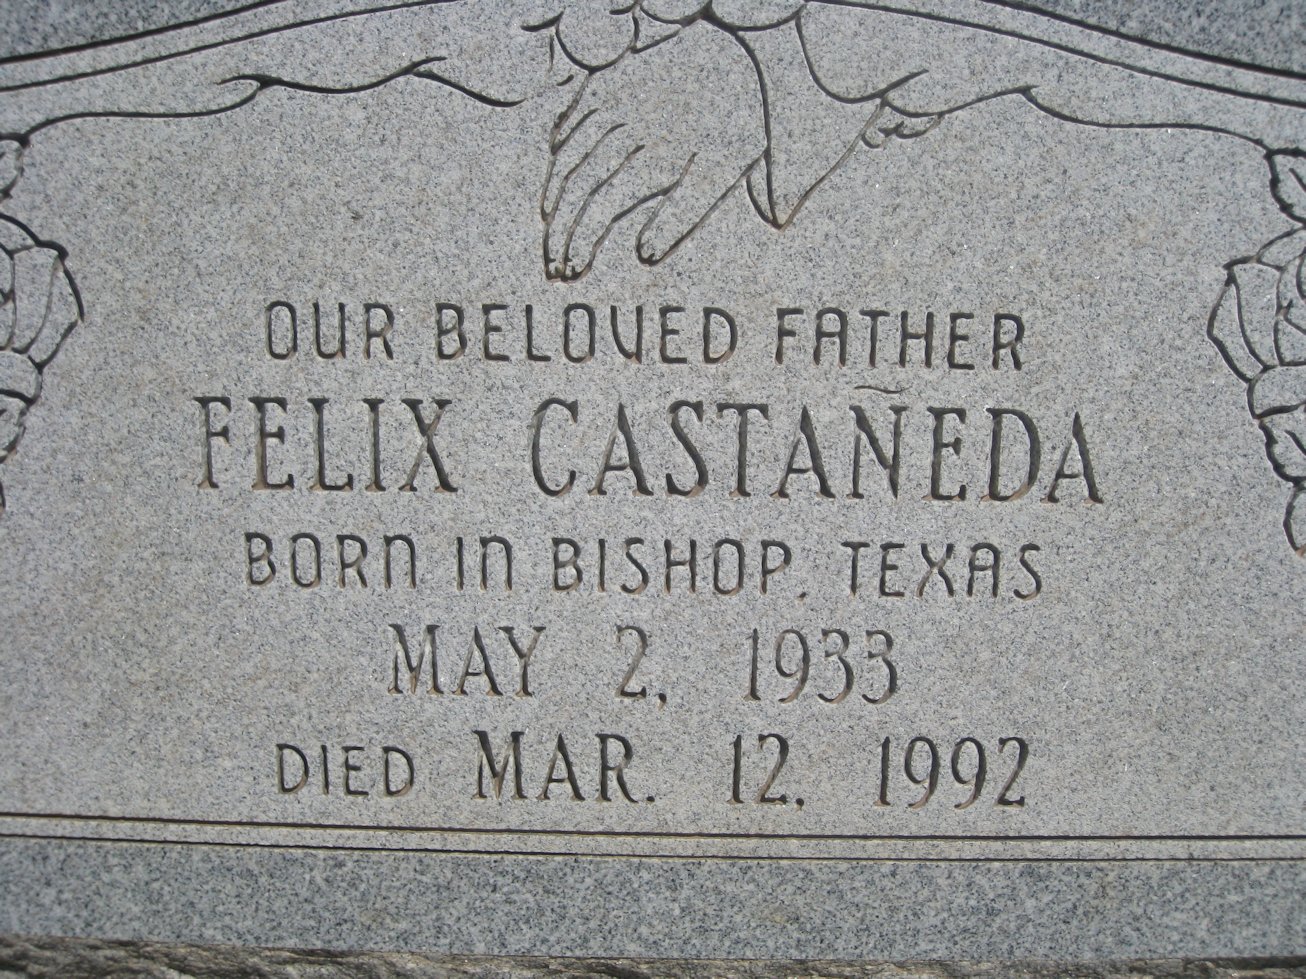 OUR BELOVED FATHER
FELIX CASTAÑEDA
BORN IN BISHOP, TEXAS
MAY 2, 1933
DIED MAR. 12, 1992